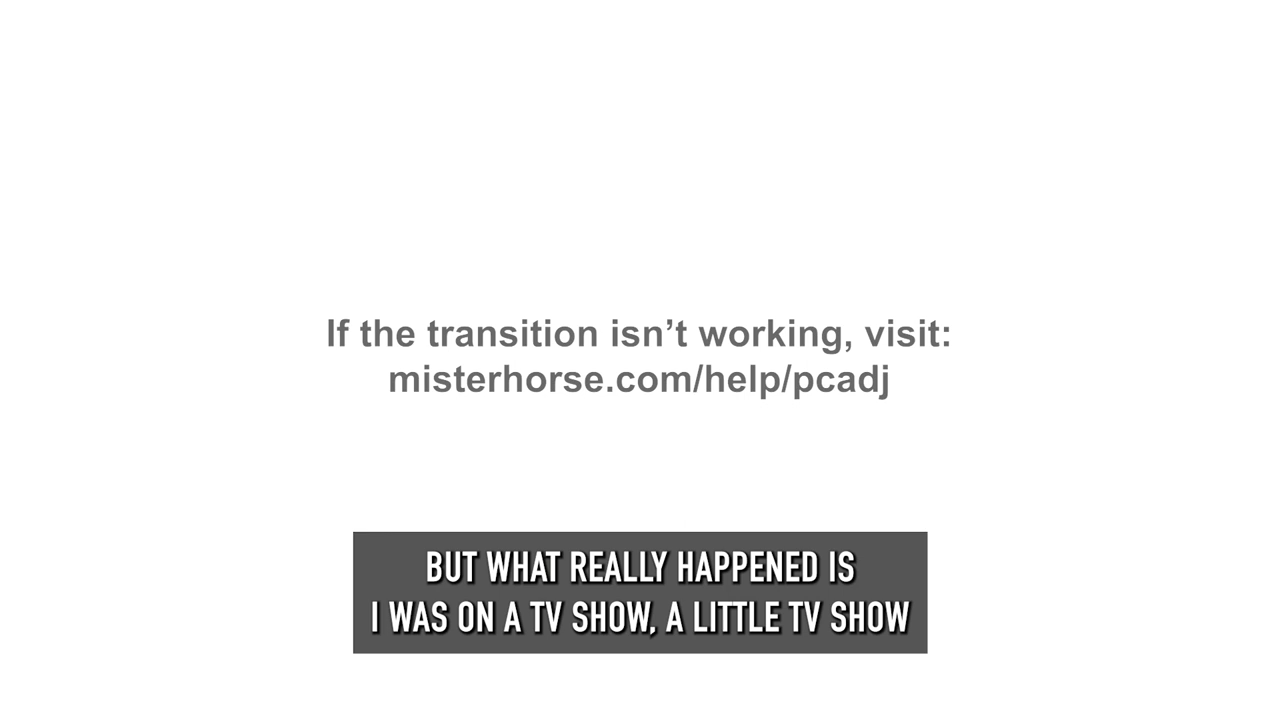 If the transition isn’t working, visit:
misterhorse.com/help/pcadj
BUT WHAT REALLY HAPPENED IS
I WAS ON A TV SHOW, A LITTLE TV SHOW